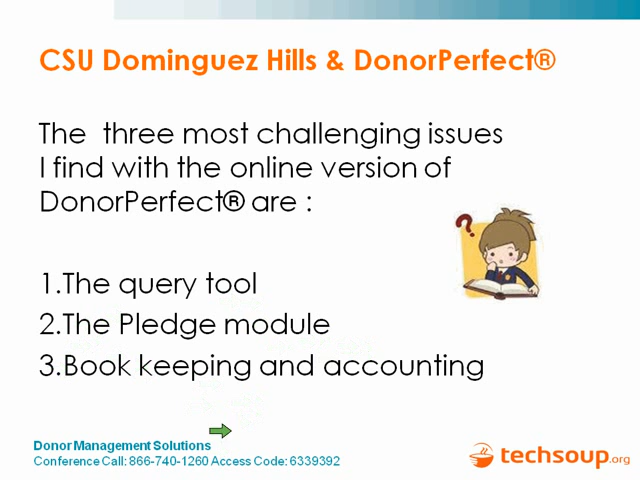 CSU Dominguez Hills & DonorPerfect®
The  three most challenging issues
I find with the online version of
DonorPerfect® are :
?
1.The query tool
2.The Pledge module
3.Book keeping and accounting
Donor Management Solutions
Conference Call: 866-740-1260 Access Code: 6339392
techsoup.org